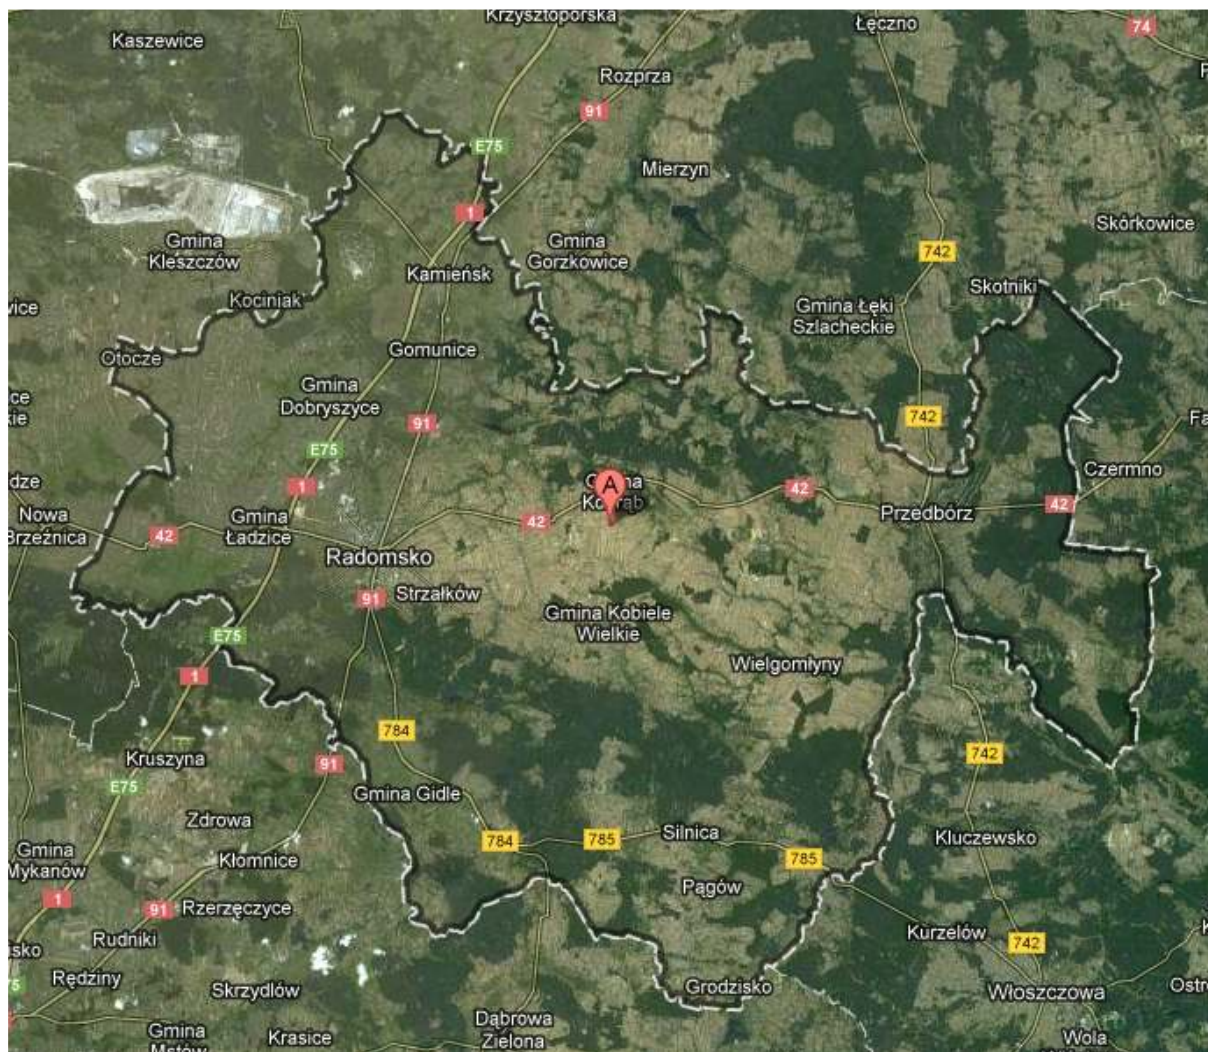 Krzysztoporska
Łęczno
74
Kaszewice
Rozprza
91
E75
Mierzyn
1
Skórkowice
Gmina
Kleszczów
Gmina
Gorzkowice
742
Kamieńsk
Skotniki
Kociniak
Gmina Łęki
Szlacheckie
Otocze
Gomunice
Gmina
Dobryszyce
742
91
E75
Czermno
A
1
42
42
Nowa
Brzeźnica
Gmina
Ładzice
42
42
Przedbórz
Radomsko
Strzałków
91
Gmina Kobiele
Wielkie
E75
Wielgomłyny
1
784
742
Kruszyna
91
E75
Gmina Gidle
Zdrowa
784
785
Silnica
Kluczewsko
Gmina
Mykanów
Kłomnice
785
1
Pągów
91
Rzerzęczyce
Rudniki
Kurzelów
742
Rędziny
Skrzydlów
Grodzisko
Włoszczowa
Dąbrowa
Zielona
Gmina
Mstów
Krasice
Wola